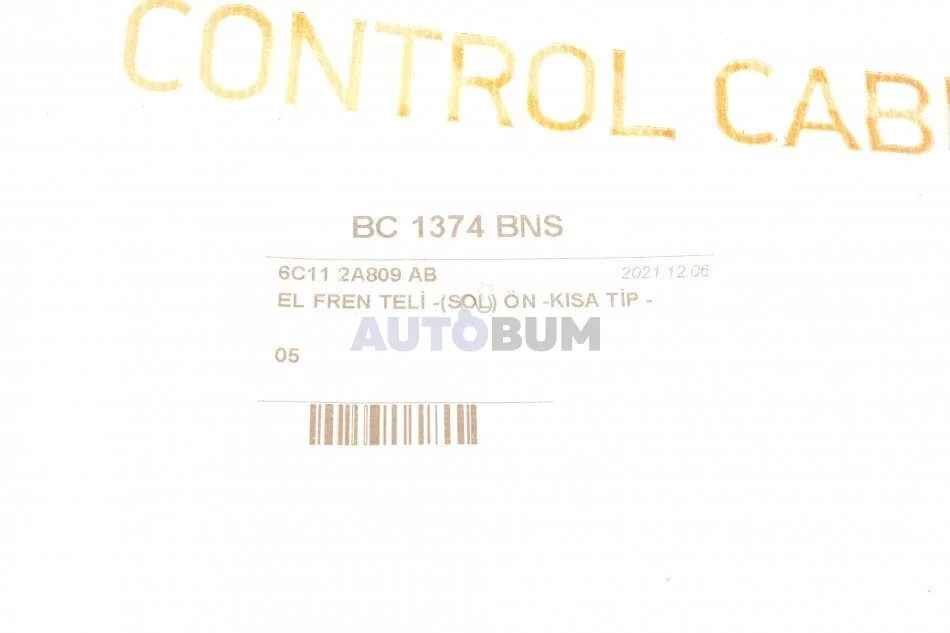 CONTROL CAB
BC 1374 BNS
6C11 2A809 AB 2021.12.06
EL FREN TELİ -(SOL) ÖN -KISA TİP -
AUTOBUM
05